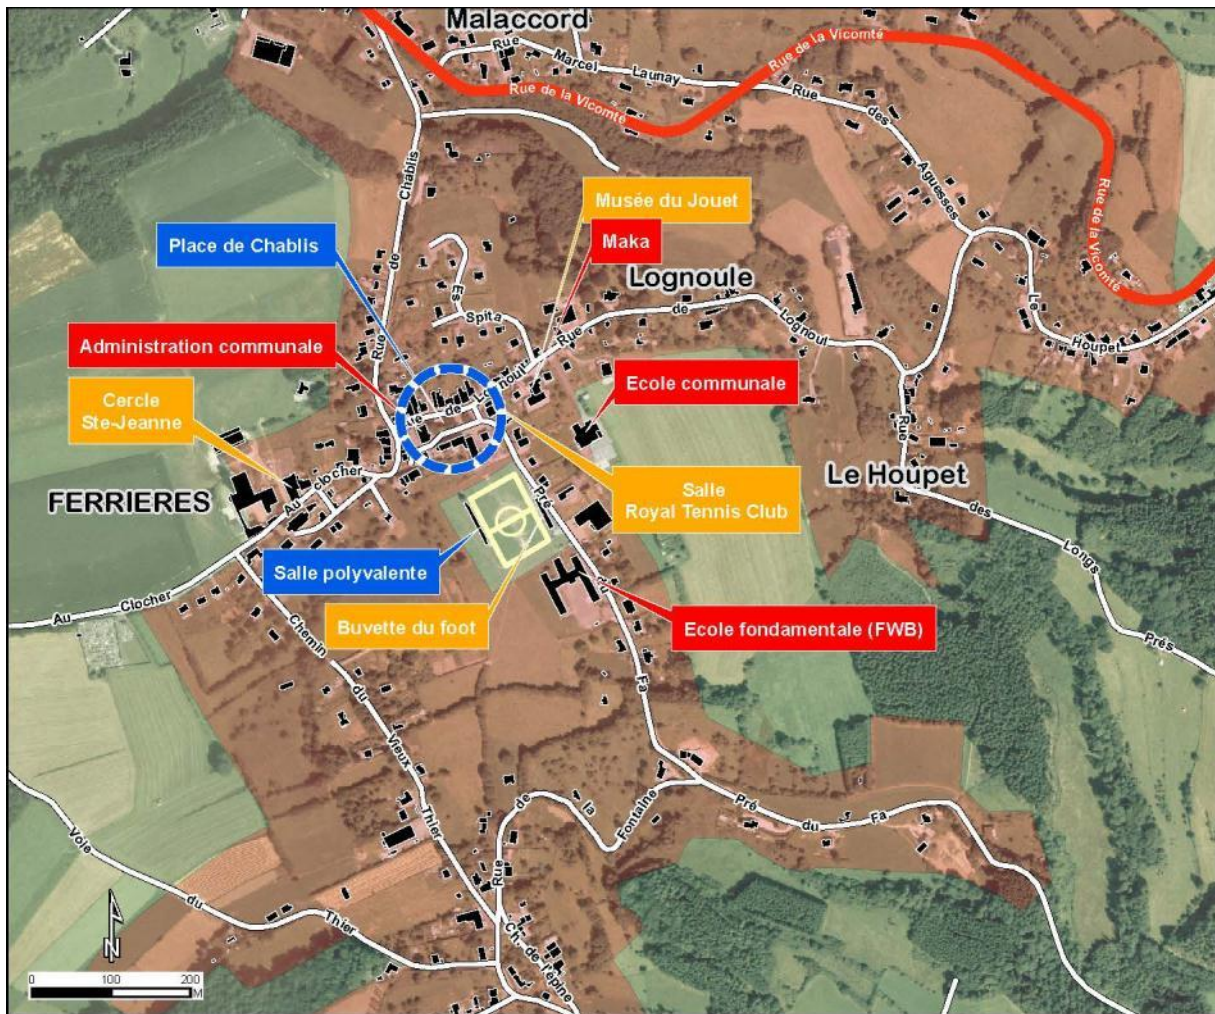 Malaccord
Rue
Marcel
Launay
Rue de la Vicomté
Rue de la Vicomté
Rue
des
Aguesses
Rue de la Vicomté
Chablis
de
Rue
Musée du Jouet
Place de Chablis
Maka
Lognoule
Es
Spita
Rue
de
Lognoul
Le
Houpet
Administration communale
Ecole communale
Cercle
Ste-Jeanne
de
Lognoul
Rue
Le Houpet
des
Longs
Prés
FERRIERES
Au clocher
Salle
Royal Tennis Club
Pré
du
Fa
Salle polyvalente
Au
Clocher
Buvette du foot
Ecole fondamentale (FWB)
Chemin
du
Vieux
Thier
Rue
de
la
Fontaine
Pré
du
Fa
Voie
du
Thier
Ch. de l'épine
N
0
100
200
M